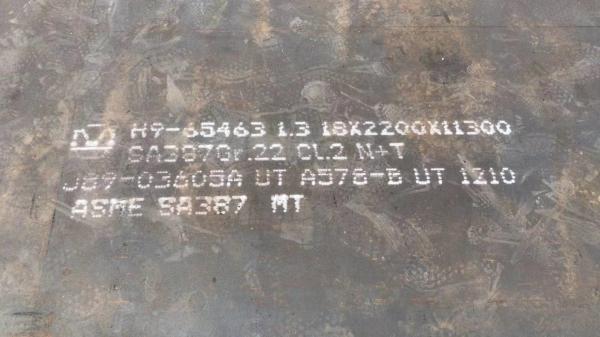 H9-65463 1.3 18X2200X11300
SA387Gr.22 CL.2 N+T
J89-03605A UT A578-B UT 1210
ASME SA387 MT